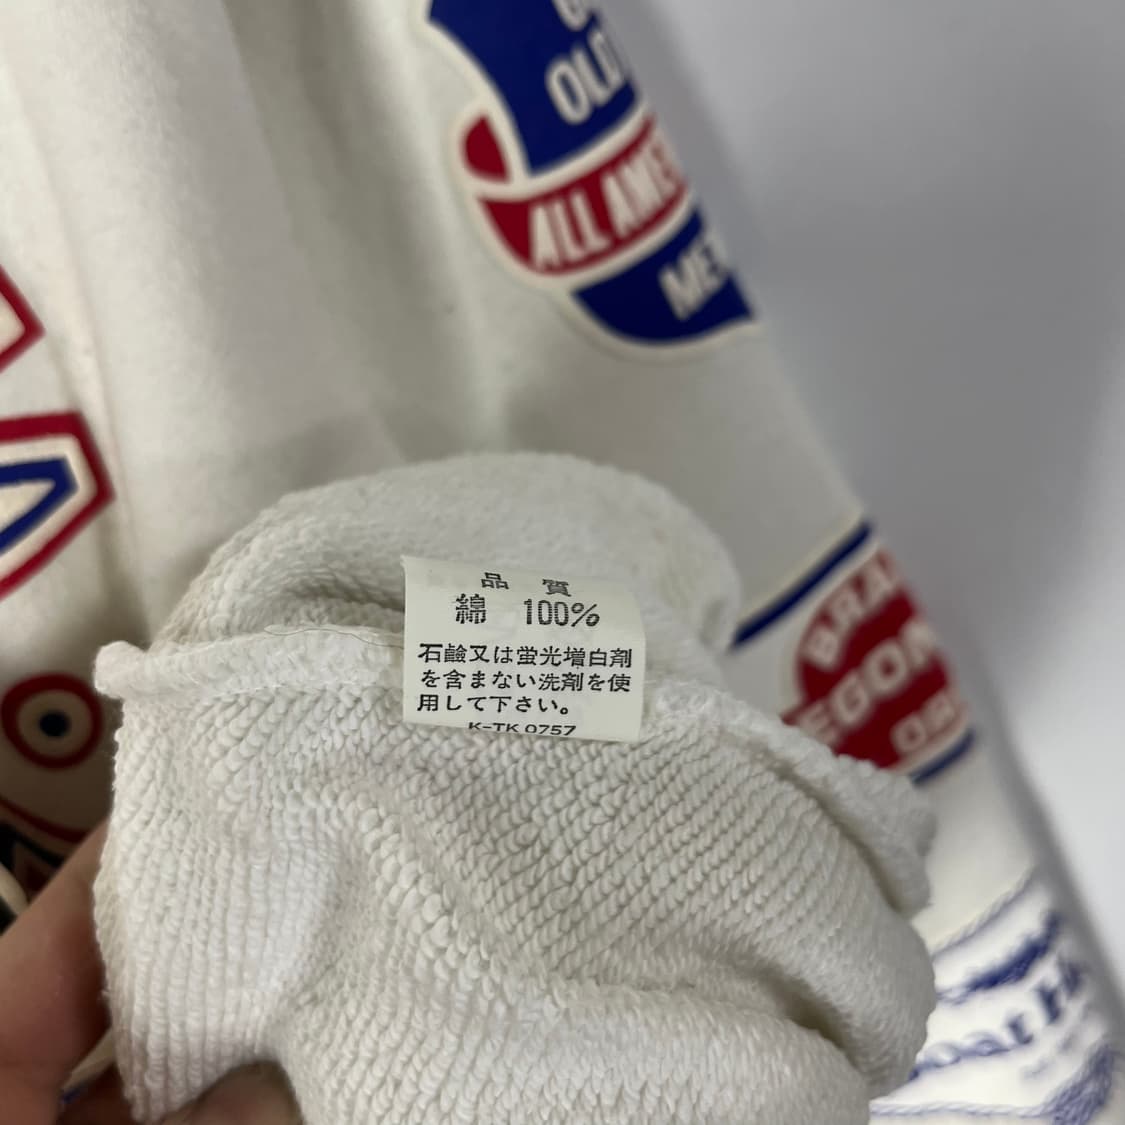 OLD
ALL AME
ME
品 質
綿 100%
石鹸又は蛍光増白剤
を含まない洗剤を使
用して下さい。
K-TK 0757
BRA
EGON